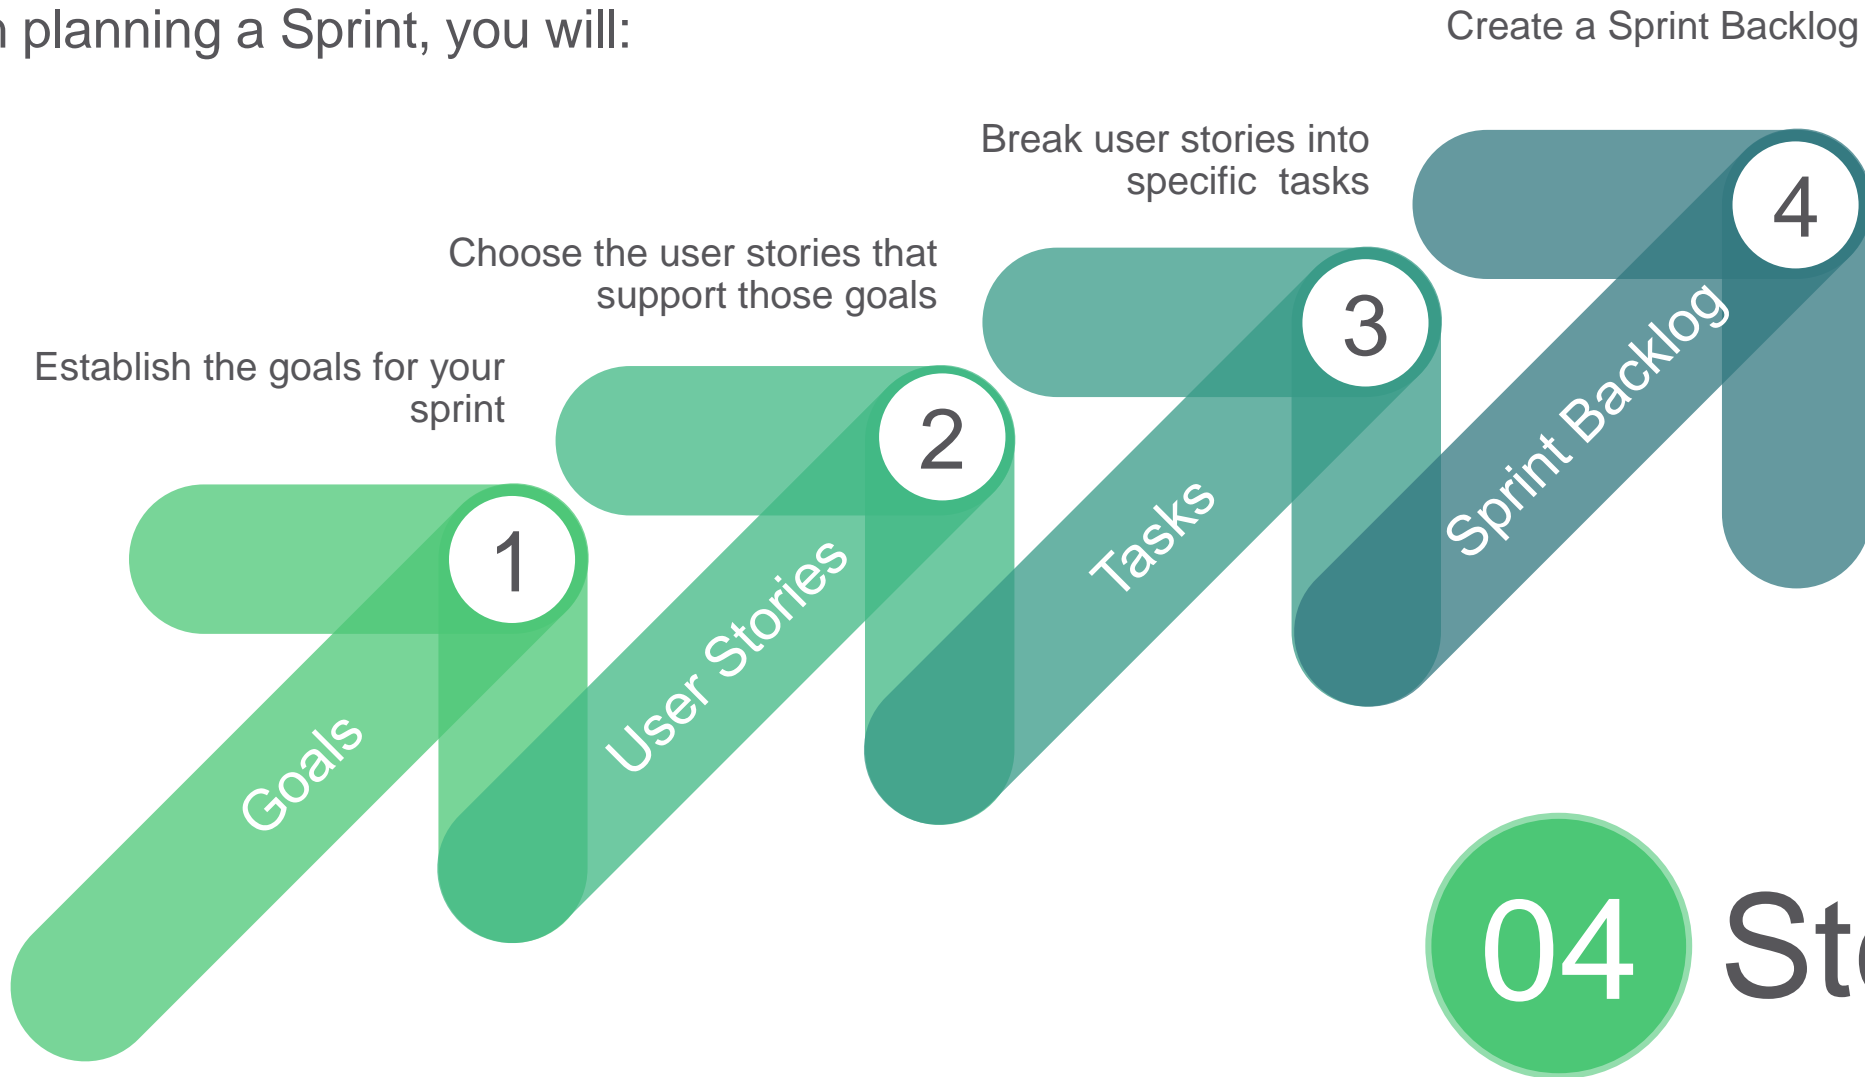 planning a Sprint, you will:
Create a Sprint Backlog
Break user stories into
specific tasks
Choose the user stories that
support those goals
Establish the goals for your
sprint
1
2
3
4
Goals
User Stories
Tasks
Sprint Backlog
04